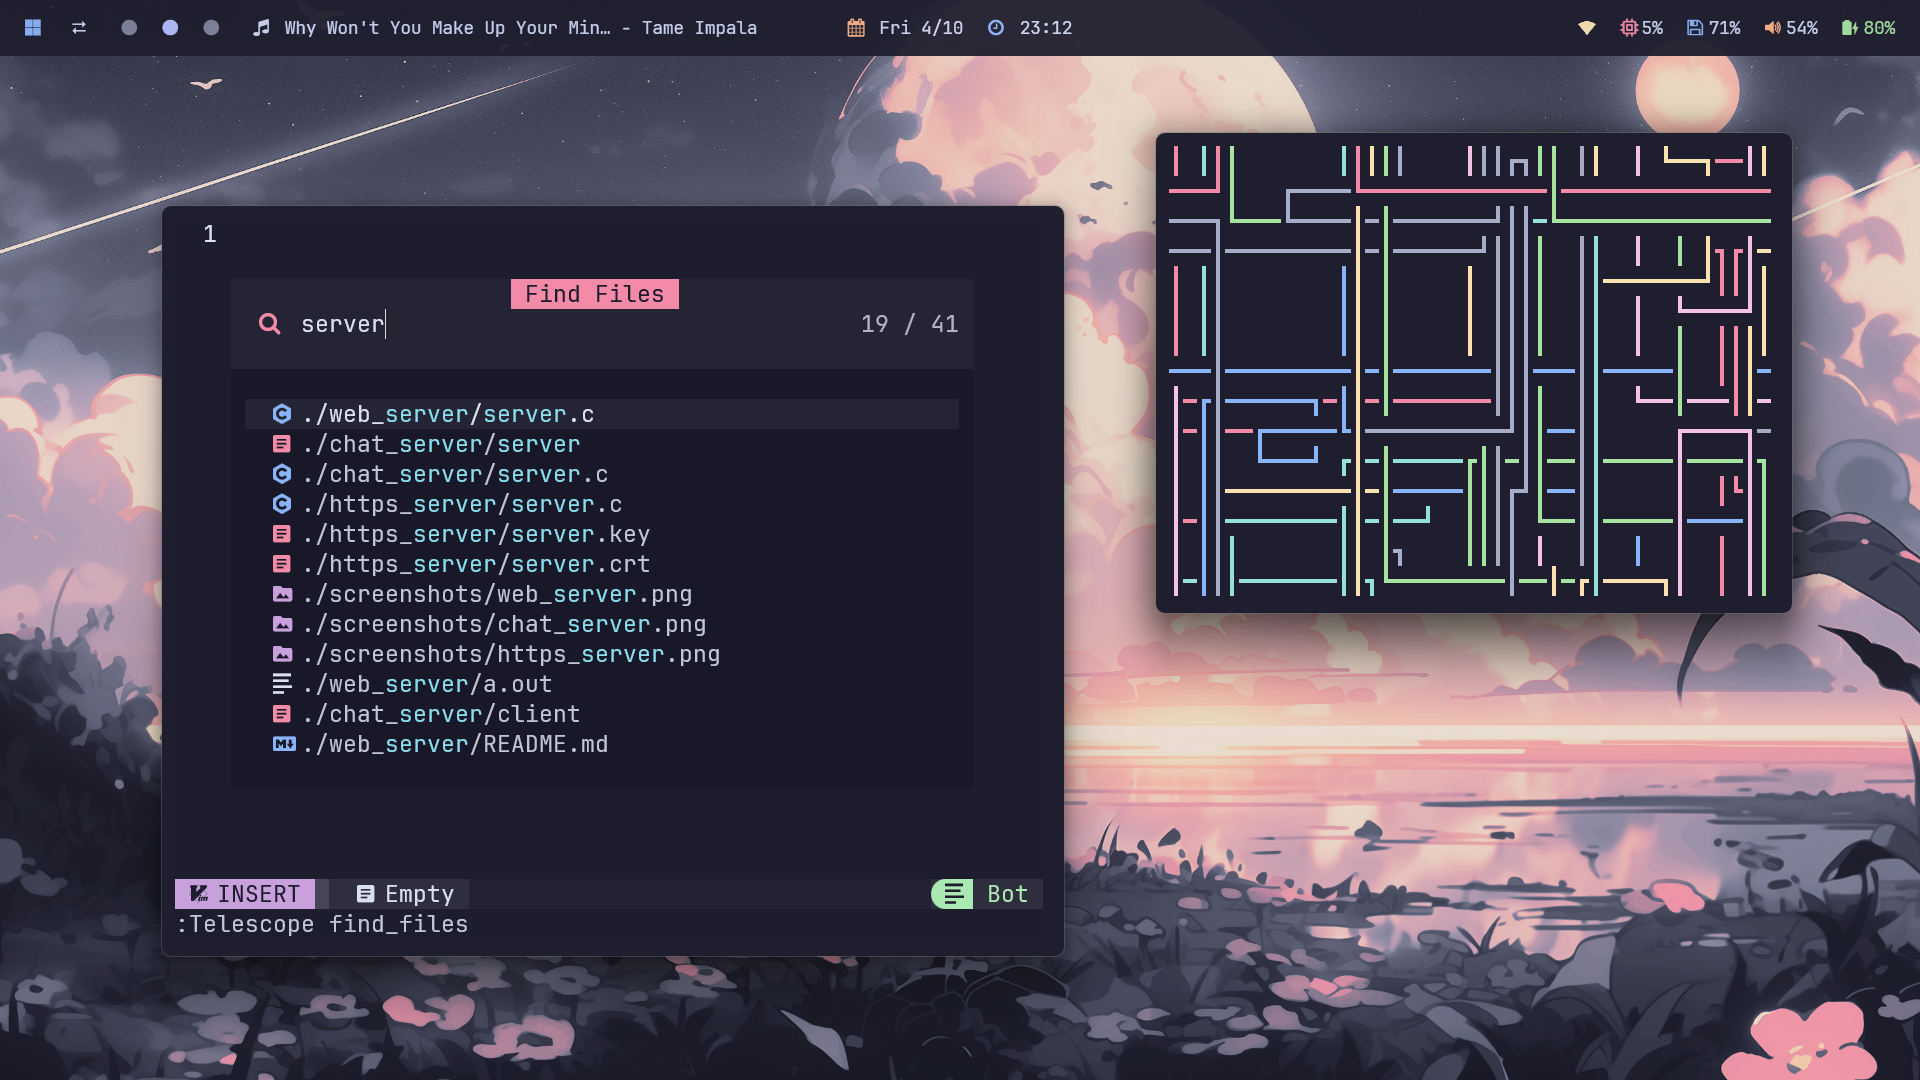 Why Won't You Make Up Your Min… - Tame Impala
Fri 4/10
23:12
5%
71%
54%
80%
1
Find Files
server
19 / 41
./web_server/server.c
./chat_server/server
./chat_server/server.c
./https_server/server.c
./https_server/server.key
./https_server/server.crt
./screenshots/web_server.png
./screenshots/chat_server.png
./screenshots/https_server.png
./web_server/a.out
./chat_server/client
./web_server/README.md
INSERT
Empty
Bot
:Telescope find_files